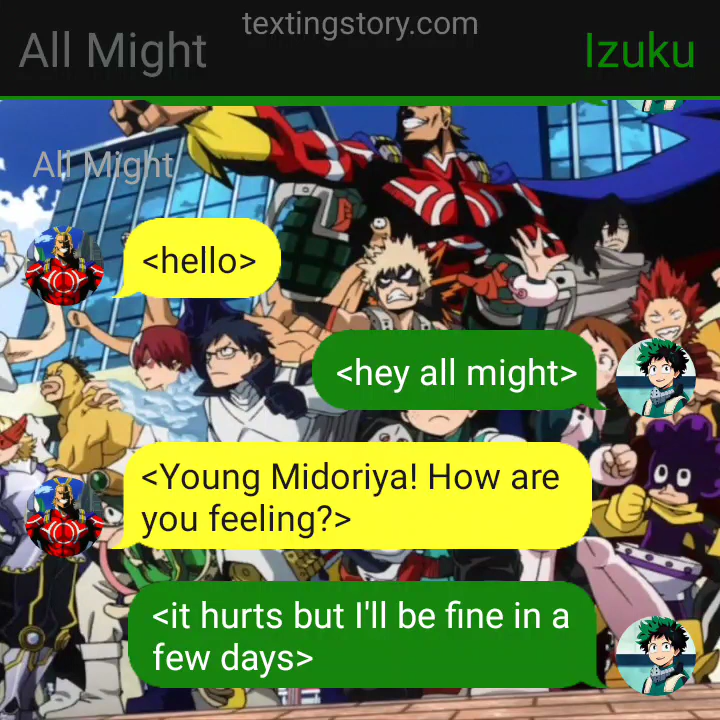 textingstory.com
All Might
Izuku
All Might
<hello>
<hey all might>
<Young Midoriya! How are
you feeling?>
<it hurts but I'll be fine in a
few days>